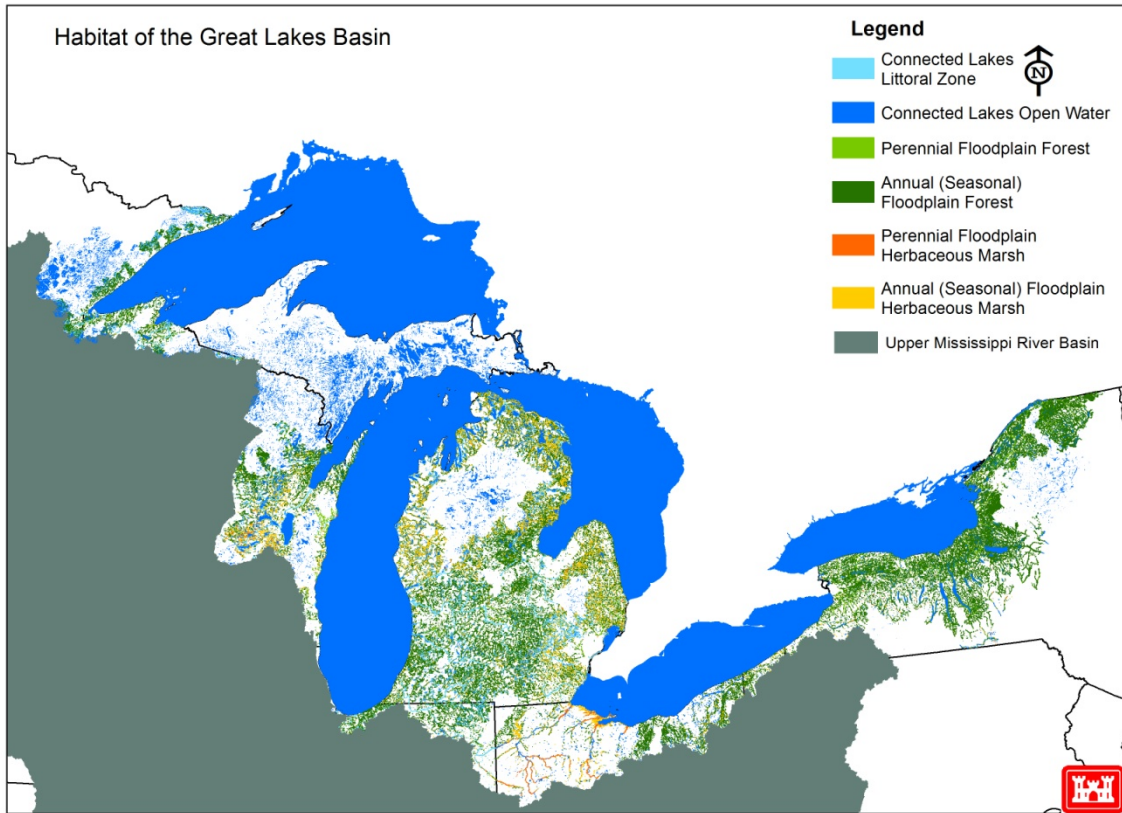 Habitat of the Great Lakes Basin
Legend
Connected Lakes
Littoral Zone
N
Connected Lakes Open Water
Perennial Floodplain Forest
Annual (Seasonal)
Floodplain Forest
Perennial Floodplain
Herbaceous Marsh
Annual (Seasonal) Floodplain
Herbaceous Marsh
Upper Mississippi River Basin